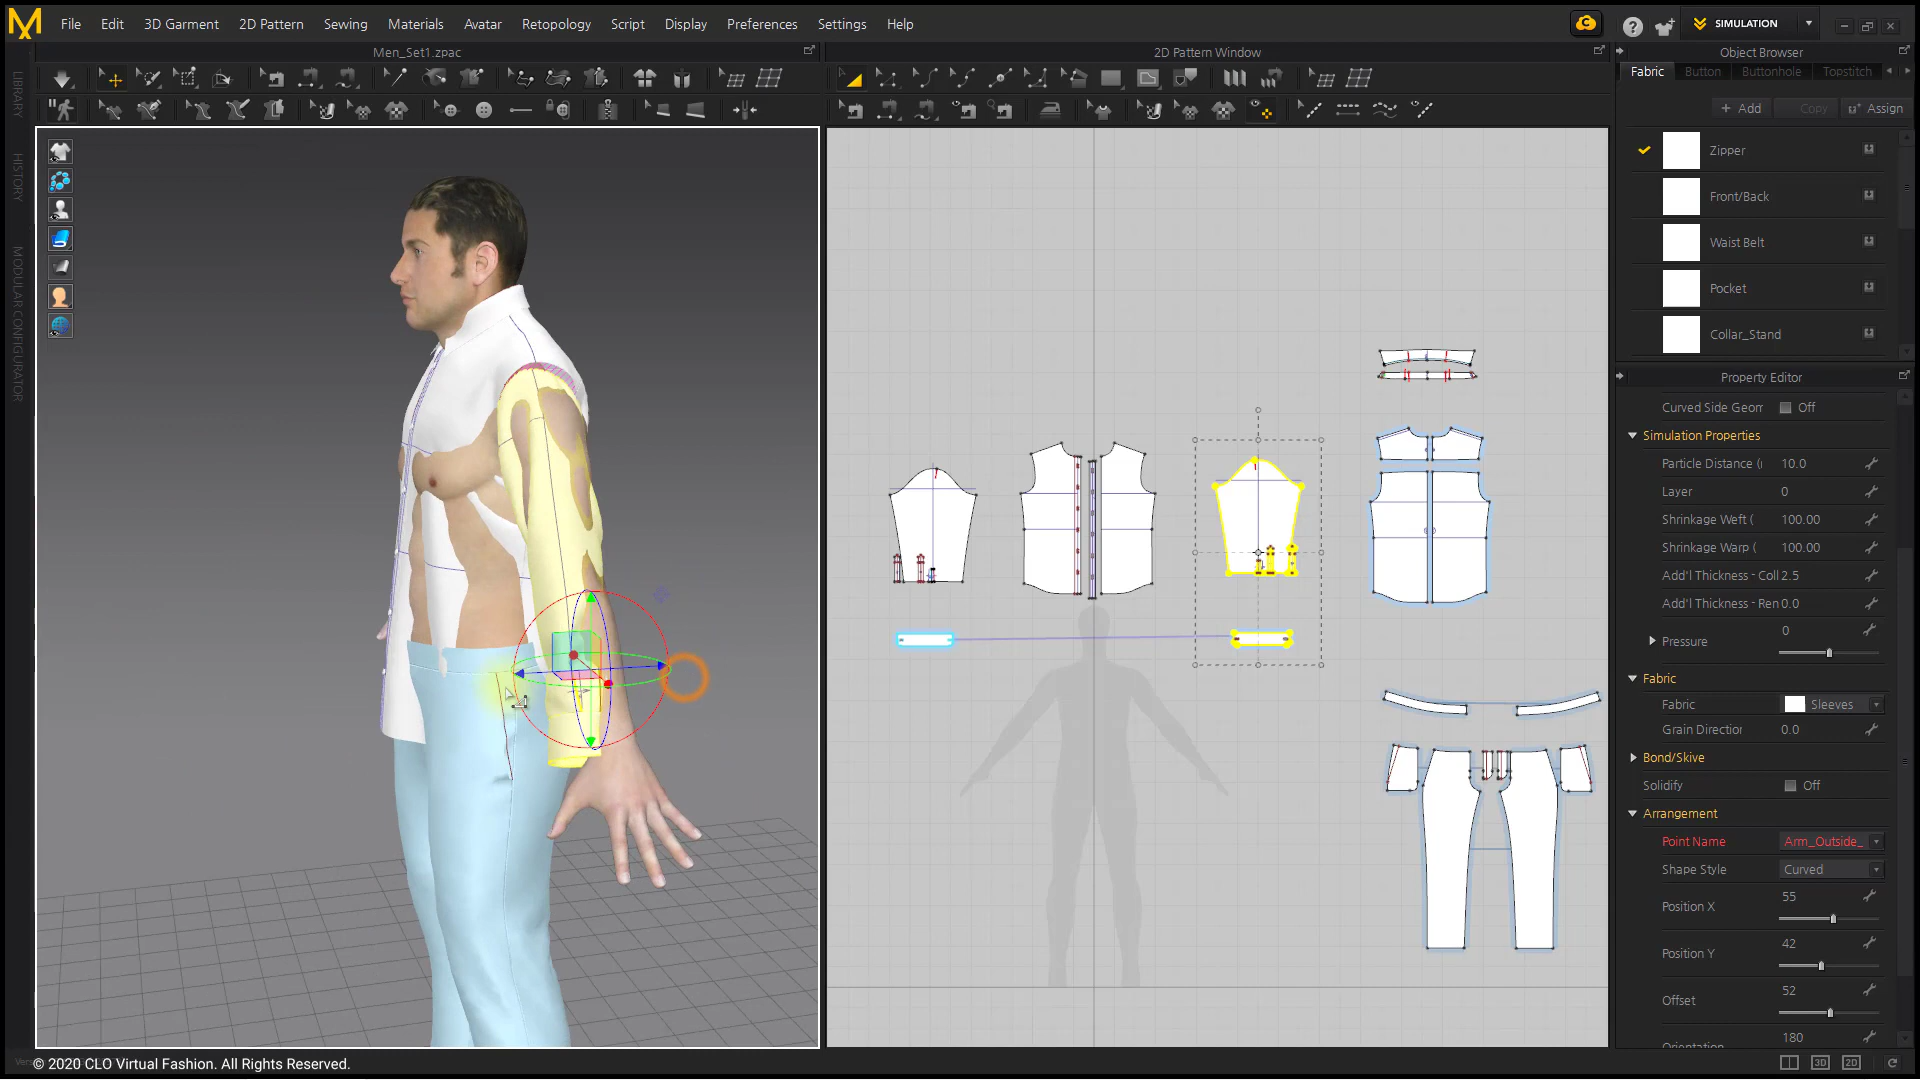 File Edit 3D Garment 2D Pattern Sewing Materials Avatar Retopology Script Display Preferences Settings Help
SIMULATION
Men_Set1.zpac
2D Pattern Window
Object Browser
Fabric Button Buttonhole Topstitch
+ Add Copy Assign
Zipper
Front/Back
Waist Belt
Pocket
Collar_Stand
LIBRARY
HISTORY
MODULAR CONFIGURATOR
Property Editor
Curved Side Geom Off
Simulation Properties
Particle Distance ( 10.0
Layer 0
Shrinkage Weft ( 100.00
Shrinkage Warp ( 100.00
Add'l Thickness - Coll 2.5
Add'l Thickness - Ren 0.0
Pressure 0
Fabric
Fabric Sleeves
Grain Direction 0.0
Bond/Skive
Solidify Off
Arrangement
Point Name Arm_Outside_
Shape Style Curved
Position X 55
Position Y 42
Offset 52
Orientation 180
3D 2D
© 2020 CLO Virtual Fashion. All Rights Reserved.